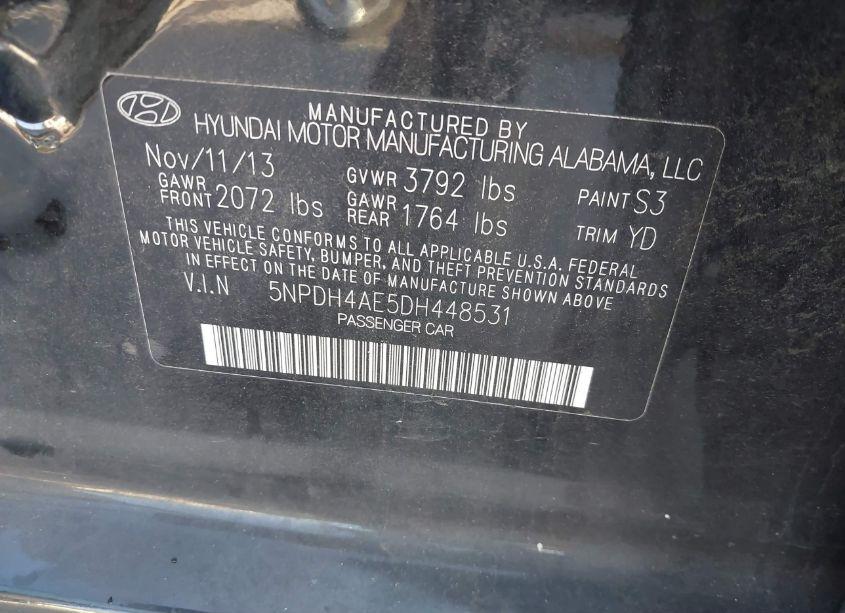 MANUFACTURED BY
HYUNDAI MOTOR MANUFACTURING ALABAMA, LLC
Nov/11/13 GVWR 3792 lbs PAINT S3
GAWR FRONT 2072 lbs GAWR REAR 1764 lbs TRIM YD
THIS VEHICLE CONFORMS TO ALL APPLICABLE U.S.A. FEDERAL
MOTOR VEHICLE SAFETY, BUMPER, AND THEFT PREVENTION STANDARDS
IN EFFECT ON THE DATE OF MANUFACTURE SHOWN ABOVE
V.I.N 5NPDH4AE5DH448531
PASSENGER CAR